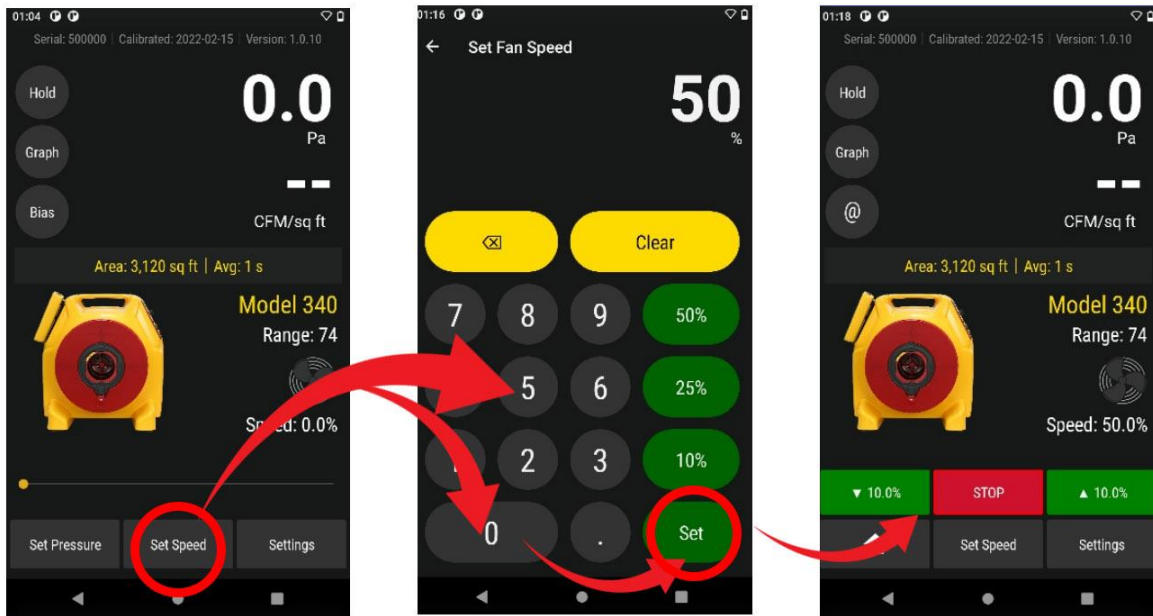 01:04
Serial: 500000 | Calibrated: 2022-02-15 | Version: 1.0.10
Hold
0.0
Pa
Graph
--
Bias
CFM/sq ft
Area: 3,120 sq ft | Avg: 1 s
Model 340
Range: 74
Speed: 0.0%
Set Pressure
Set Speed
Settings
01:16
Set Fan Speed
50
%
Clear
7 8 9 50%
5 6 25%
2 3 10%
0 . Set
01:18
Serial: 500000 | Calibrated: 2022-02-15 | Version: 1.0.10
Hold
0.0
Pa
Graph
--
@
CFM/sq ft
Area: 3,120 sq ft | Avg: 1 s
Model 340
Range: 74
Speed: 50.0%
▼ 10.0% STOP ▲ 10.0%
Set Speed
Settings